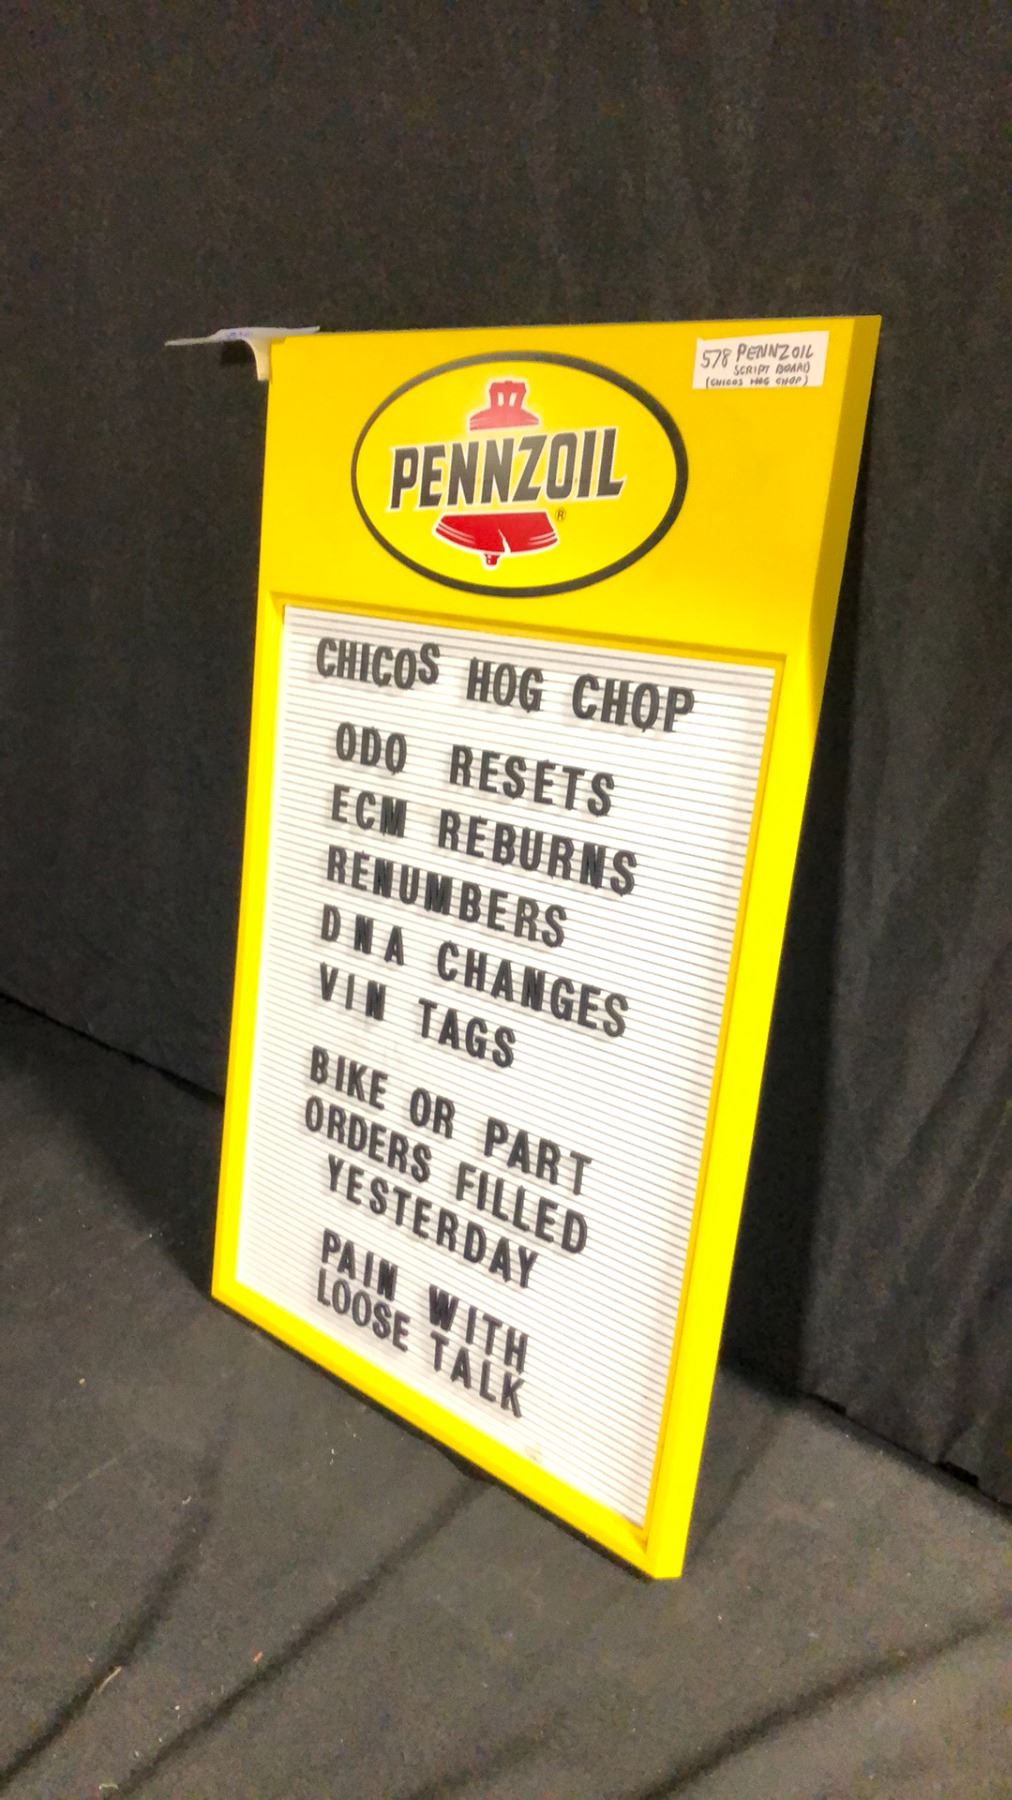 578 PENNZOIL
SCRIPT BOARD
(CHICOS HOG CHOP)
PENNZOIL
®
CHICOS HOG CHOP
ODO RESETS
ECM REBURNS
RENUMBERS
DNA CHANGES
VIN TAGS
BIKE OR PART
ORDERS FILLED
YESTERDAY
PAIN WITH
LOOSE TALK